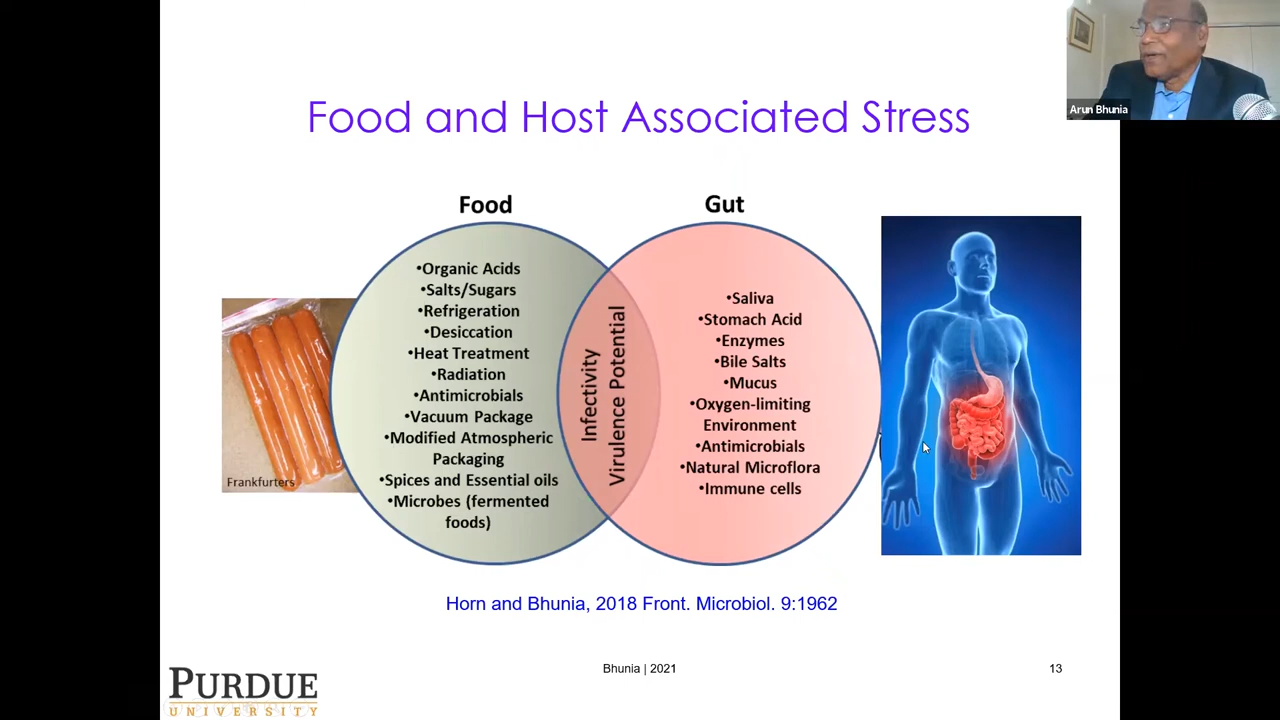 Arun Bhunia
Food and Host Associated Stress
Food
•Organic Acids
•Salts/Sugars
•Refrigeration
•Desiccation
•Heat Treatment
•Radiation
•Antimicrobials
•Vacuum Package
•Modified Atmospheric
Packaging
•Spices and Essential oils
•Microbes (fermented
foods)
Infectivity
Virulence Potential
Gut
•Saliva
•Stomach Acid
•Enzymes
•Bile Salts
•Mucus
•Oxygen-limiting
Environment
•Antimicrobials
•Natural Microflora
•Immune cells
Frankfurters
Horn and Bhunia, 2018 Front. Microbiol. 9:1962
Bhunia | 2021
13
PURDUE
UNIVERSITY